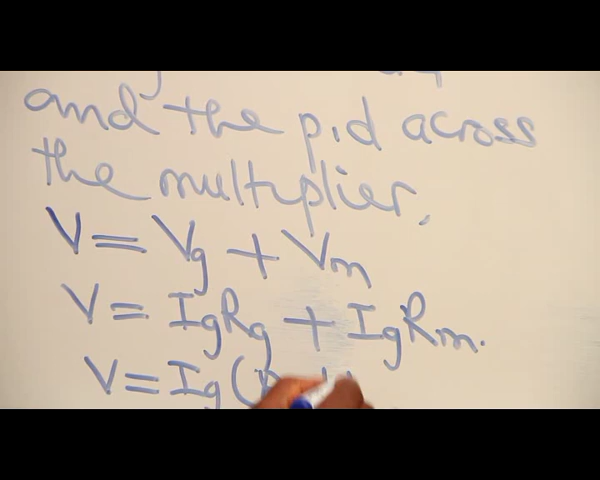 and the p.d across
the multiplier.
V = Vg + Vm
V = IgRg + IgRm.
V = Ig(